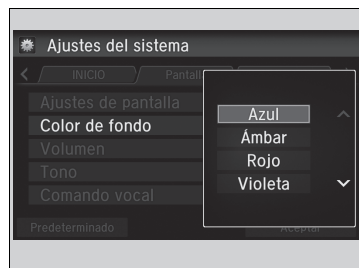 Ajustes del sistema
INICIO Pantall
Ajustes de pantalla
Color de fondo
Volumen
Tono
Comando vocal
Azul
Ámbar
Rojo
Violeta
Predeterminado Aceptar